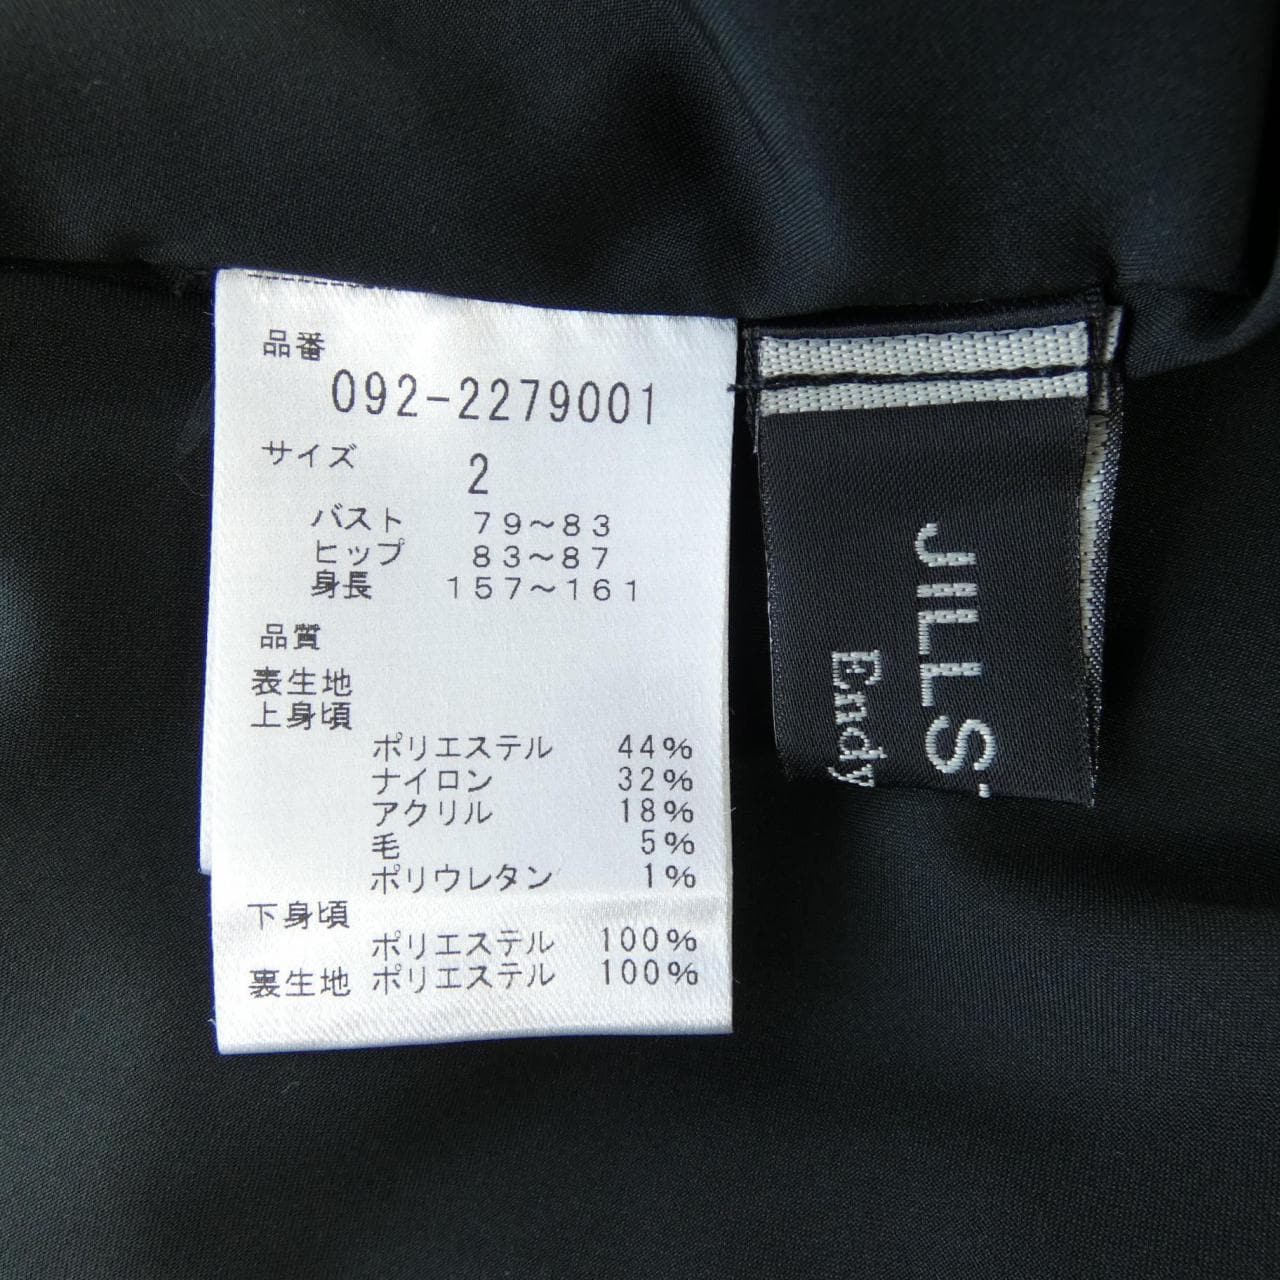 品番
092-2279001
サイズ 2
バスト 79～83
ヒップ 83～87
身長 157～161
品質
表生地
上身頃
ポリエステル 44%
ナイロン 32%
アクリル 18%
毛 5%
ポリウレタン 1%
下身頃
ポリエステル 100%
裏生地 ポリエステル 100%
JILLS
Endy